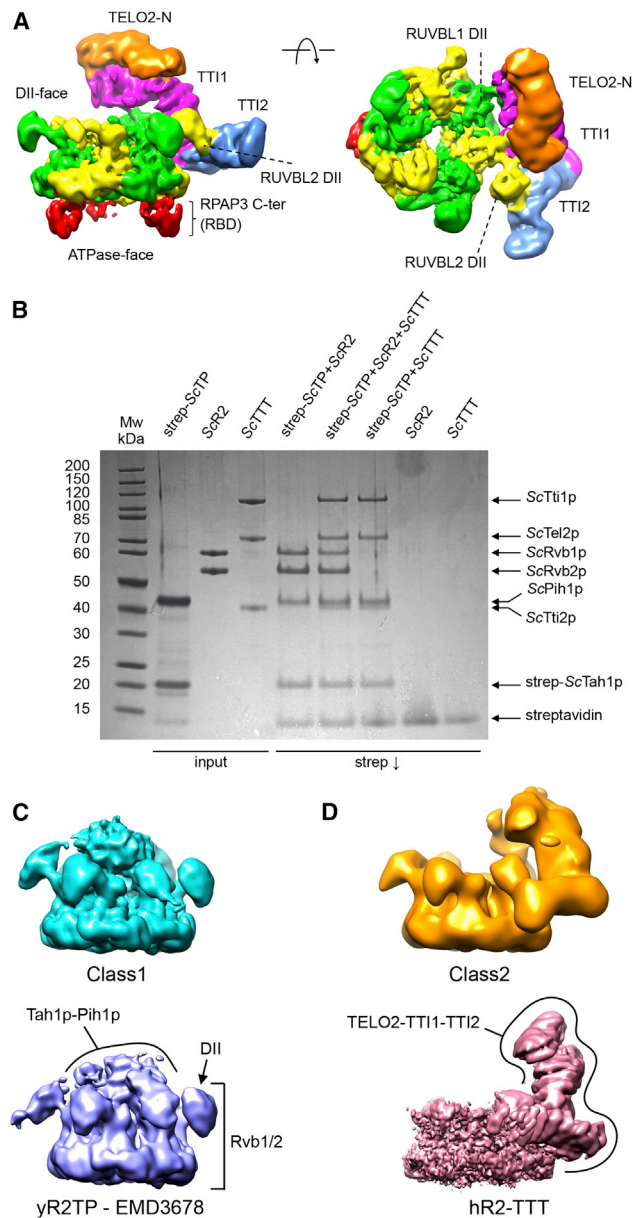 A
TELO2-N
TTI1
DII-face
TTI2
RUVBL2 DII
RPAP3 C-ter
(RBD)
ATPase-face
RUVBL1 DII
TELO2-N
TTI1
TTI2
RUVBL2 DII
B
Mw
kDa
strep-ScTP
ScR2
ScTTT
strep-ScTP+ScR2
strep-ScTP+ScR2+ScTTT
strep-ScTP+ScTTT
ScR2
ScTTT
200
150
120
100
85
70
60
50
40
30
25
20
15
ScTti1p
ScTel2p
ScRvb1p
ScRvb2p
ScPih1p
ScTti2p
strep-ScTah1p
streptavidin
input
strep ↓
C
Class1
Tah1p-Pih1p
DII
Rvb1/2
yR2TP - EMD3678
D
Class2
TELO2-TTI1-TTI2
hR2-TTT